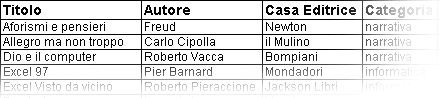 Titolo Autore Casa Editrice Categoria
Aforismi e pensieri Freud Newton narrativa
Allegro ma non troppo Carlo Cipolla il Mulino narrativa
Dio e il computer Roberto Vacca Bompiani narrativa
Excel 97 Pier Barnard Mondadori informatica
Excel Visto da vicino Roberto Pieraccione Jackson Libri